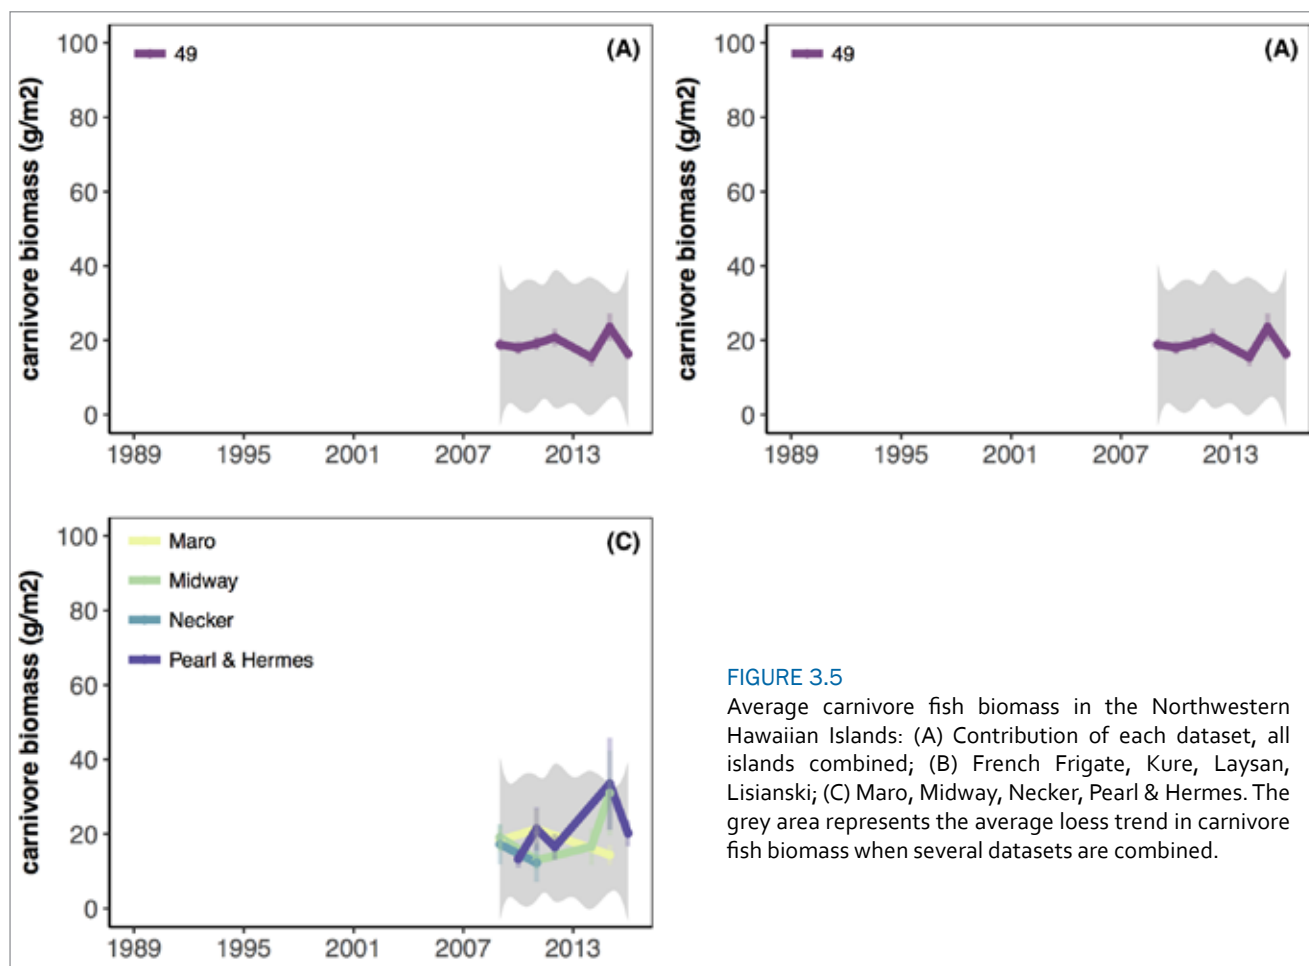 carnivore biomass (g/m2)
100
80
60
40
20
0
49
(A)
1989 1995 2001 2007 2013
carnivore biomass (g/m2)
100
80
60
40
20
0
49
(A)
1989 1995 2001 2007 2013
carnivore biomass (g/m2)
100
80
60
40
20
0
Maro
Midway
Necker
Pearl & Hermes
(C)
1989 1995 2001 2007 2013
FIGURE 3.5
Average carnivore fish biomass in the Northwestern
Hawaiian Islands: (A) Contribution of each dataset, all
islands combined; (B) French Frigate, Kure, Laysan,
Lisianski; (C) Maro, Midway, Necker, Pearl & Hermes. The
grey area represents the average loess trend in carnivore
fish biomass when several datasets are combined.